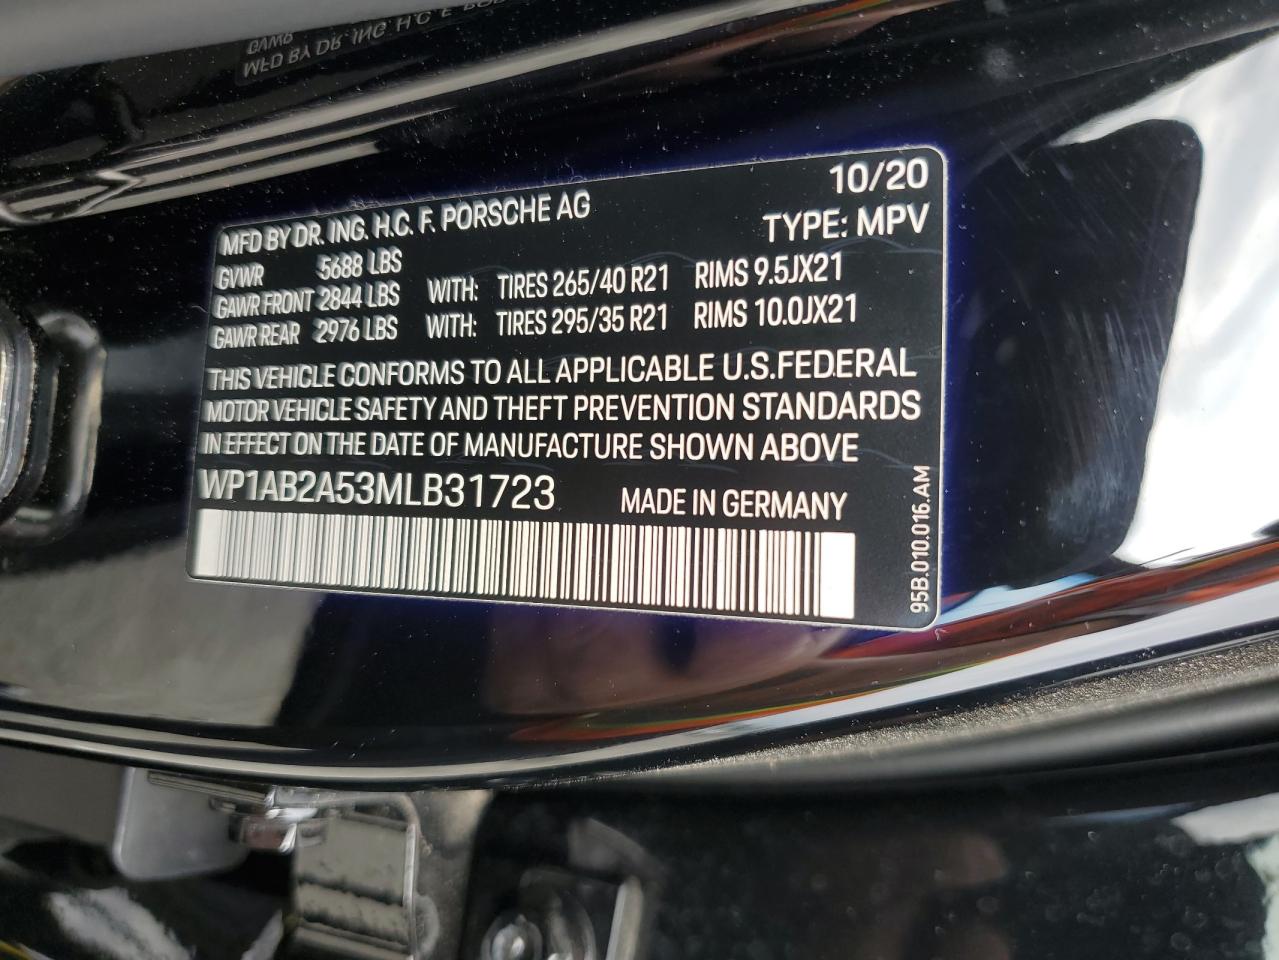 10/20
MFD BY DR. ING. H.C. F. PORSCHE AG
TYPE: MPV
GVWR 5688 LBS
GAWR FRONT 2844 LBS WITH: TIRES 265/40 R21 RIMS 9.5JX21
GAWR REAR 2976 LBS WITH: TIRES 295/35 R21 RIMS 10.0JX21
THIS VEHICLE CONFORMS TO ALL APPLICABLE U.S.FEDERAL
MOTOR VEHICLE SAFETY AND THEFT PREVENTION STANDARDS
IN EFFECT ON THE DATE OF MANUFACTURE SHOWN ABOVE
WP1AB2A53MLB31723 MADE IN GERMANY
95B.010.016.AM